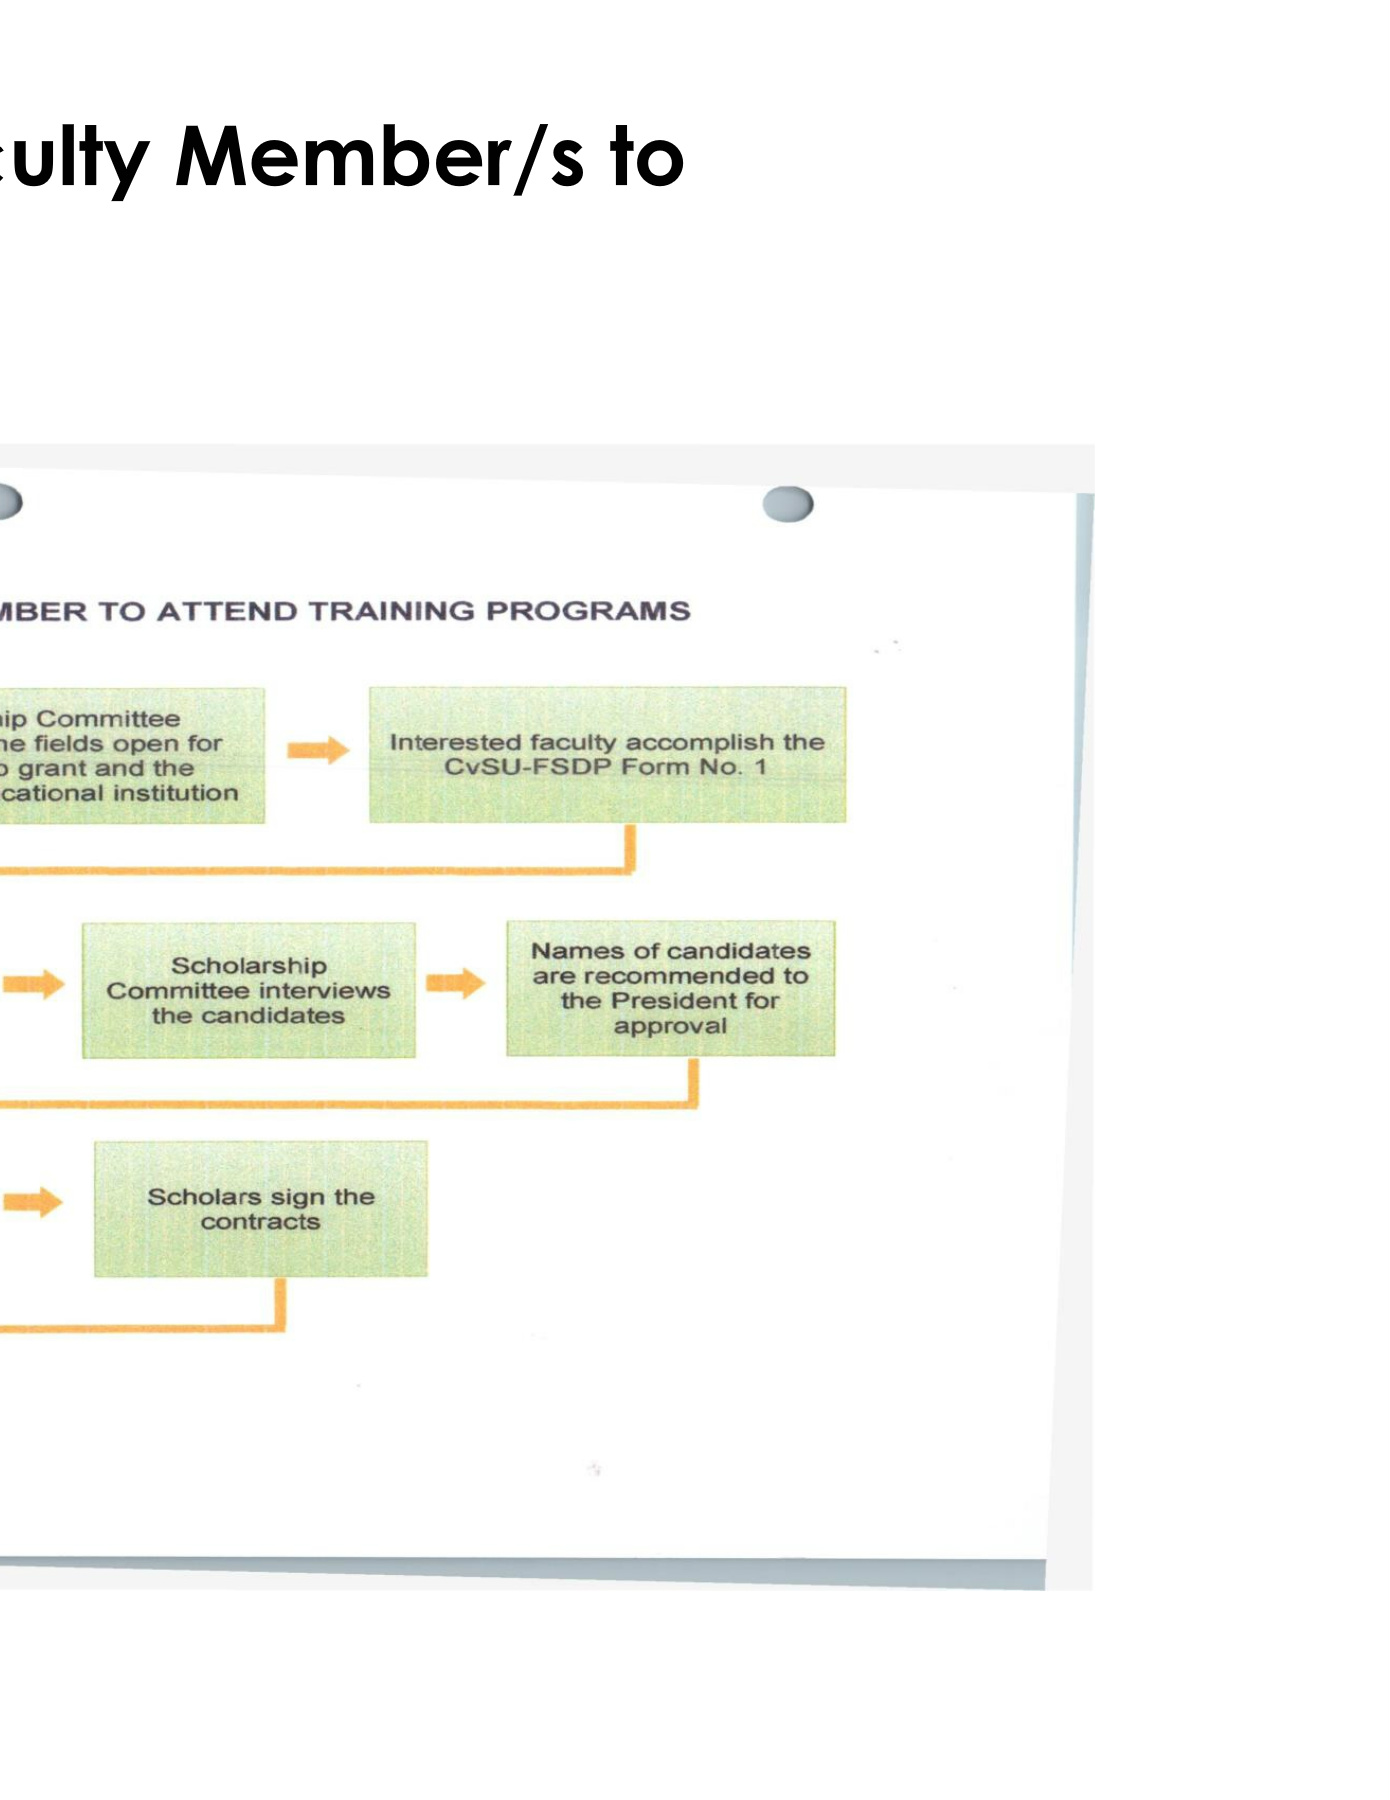 culty Member/s to
MBER TO ATTEND TRAINING PROGRAMS
ip Committee
he fields open for
grant and the
cational institution
Interested faculty accomplish the
CvSU-FSDP Form No. 1
Scholarship
Committee interviews
the candidates
Names of candidates
are recommended to
the President for
approval
Scholars sign the
contracts